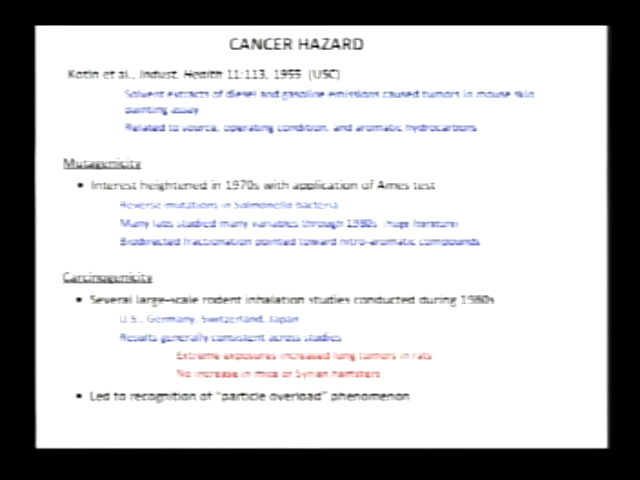 CANCER HAZARD
Kotin et al., Indust. Health 11:113, 1955 (USC)
Solvent extracts of diesel and gasoline emissions caused tumors in mouse skin
painting assay
Related to source, operating condition, and aromatic hydrocarbons
Mutagenicity
• Interest heightened in 1970s with application of Ames test
Reverse mutations in Salmonella bacteria
Many labs studied many variables through 1980s huge literature
Biodirected fractionation pointed toward nitro-aromatic compounds
Carcinogenicity
• Several large-scale rodent inhalation studies conducted during 1980s
U.S., Germany, Switzerland, Japan
Results generally consistent across studies
Extreme exposures increased lung tumors in rats
No increase in mice or Syrian hamsters
• Led to recognition of "particle overload" phenomenon